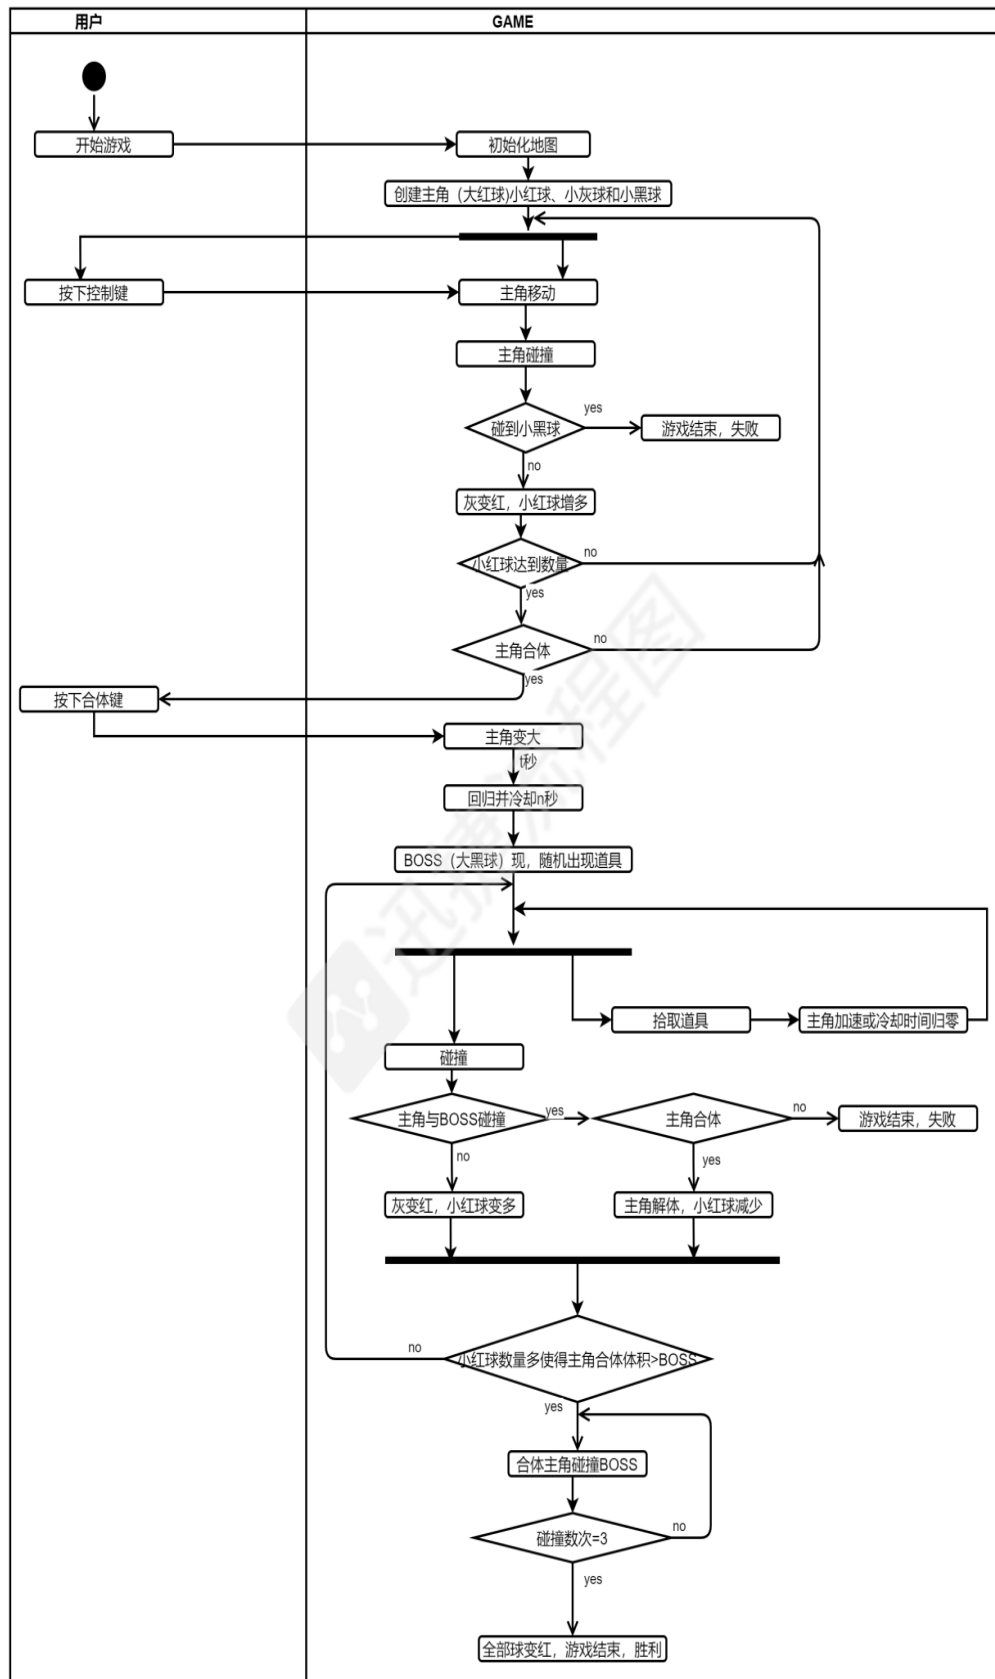 用户
GAME
开始游戏
初始化地图
创建主角（大红球)小红球、小灰球和小黑球
按下控制键
主角移动
主角碰撞
碰到小黑球
yes
游戏结束，失败
no
灰变红，小红球增多
小红球达到数量
no
yes
主角合体
no
yes
按下合体键
主角变大
t秒
回归并冷却n秒
BOSS（大黑球）现，随机出现道具
拾取道具
主角加速或冷却时间归零
碰撞
主角与BOSS碰撞
yes
主角合体
no
游戏结束，失败
no
yes
灰变红，小红球变多
主角解体，小红球减少
no
小红球数量多使得主角合体体积>BOSS
yes
合体主角碰撞BOSS
碰撞数次=3
no
yes
全部球变红，游戏结束，胜利
迅捷流程图